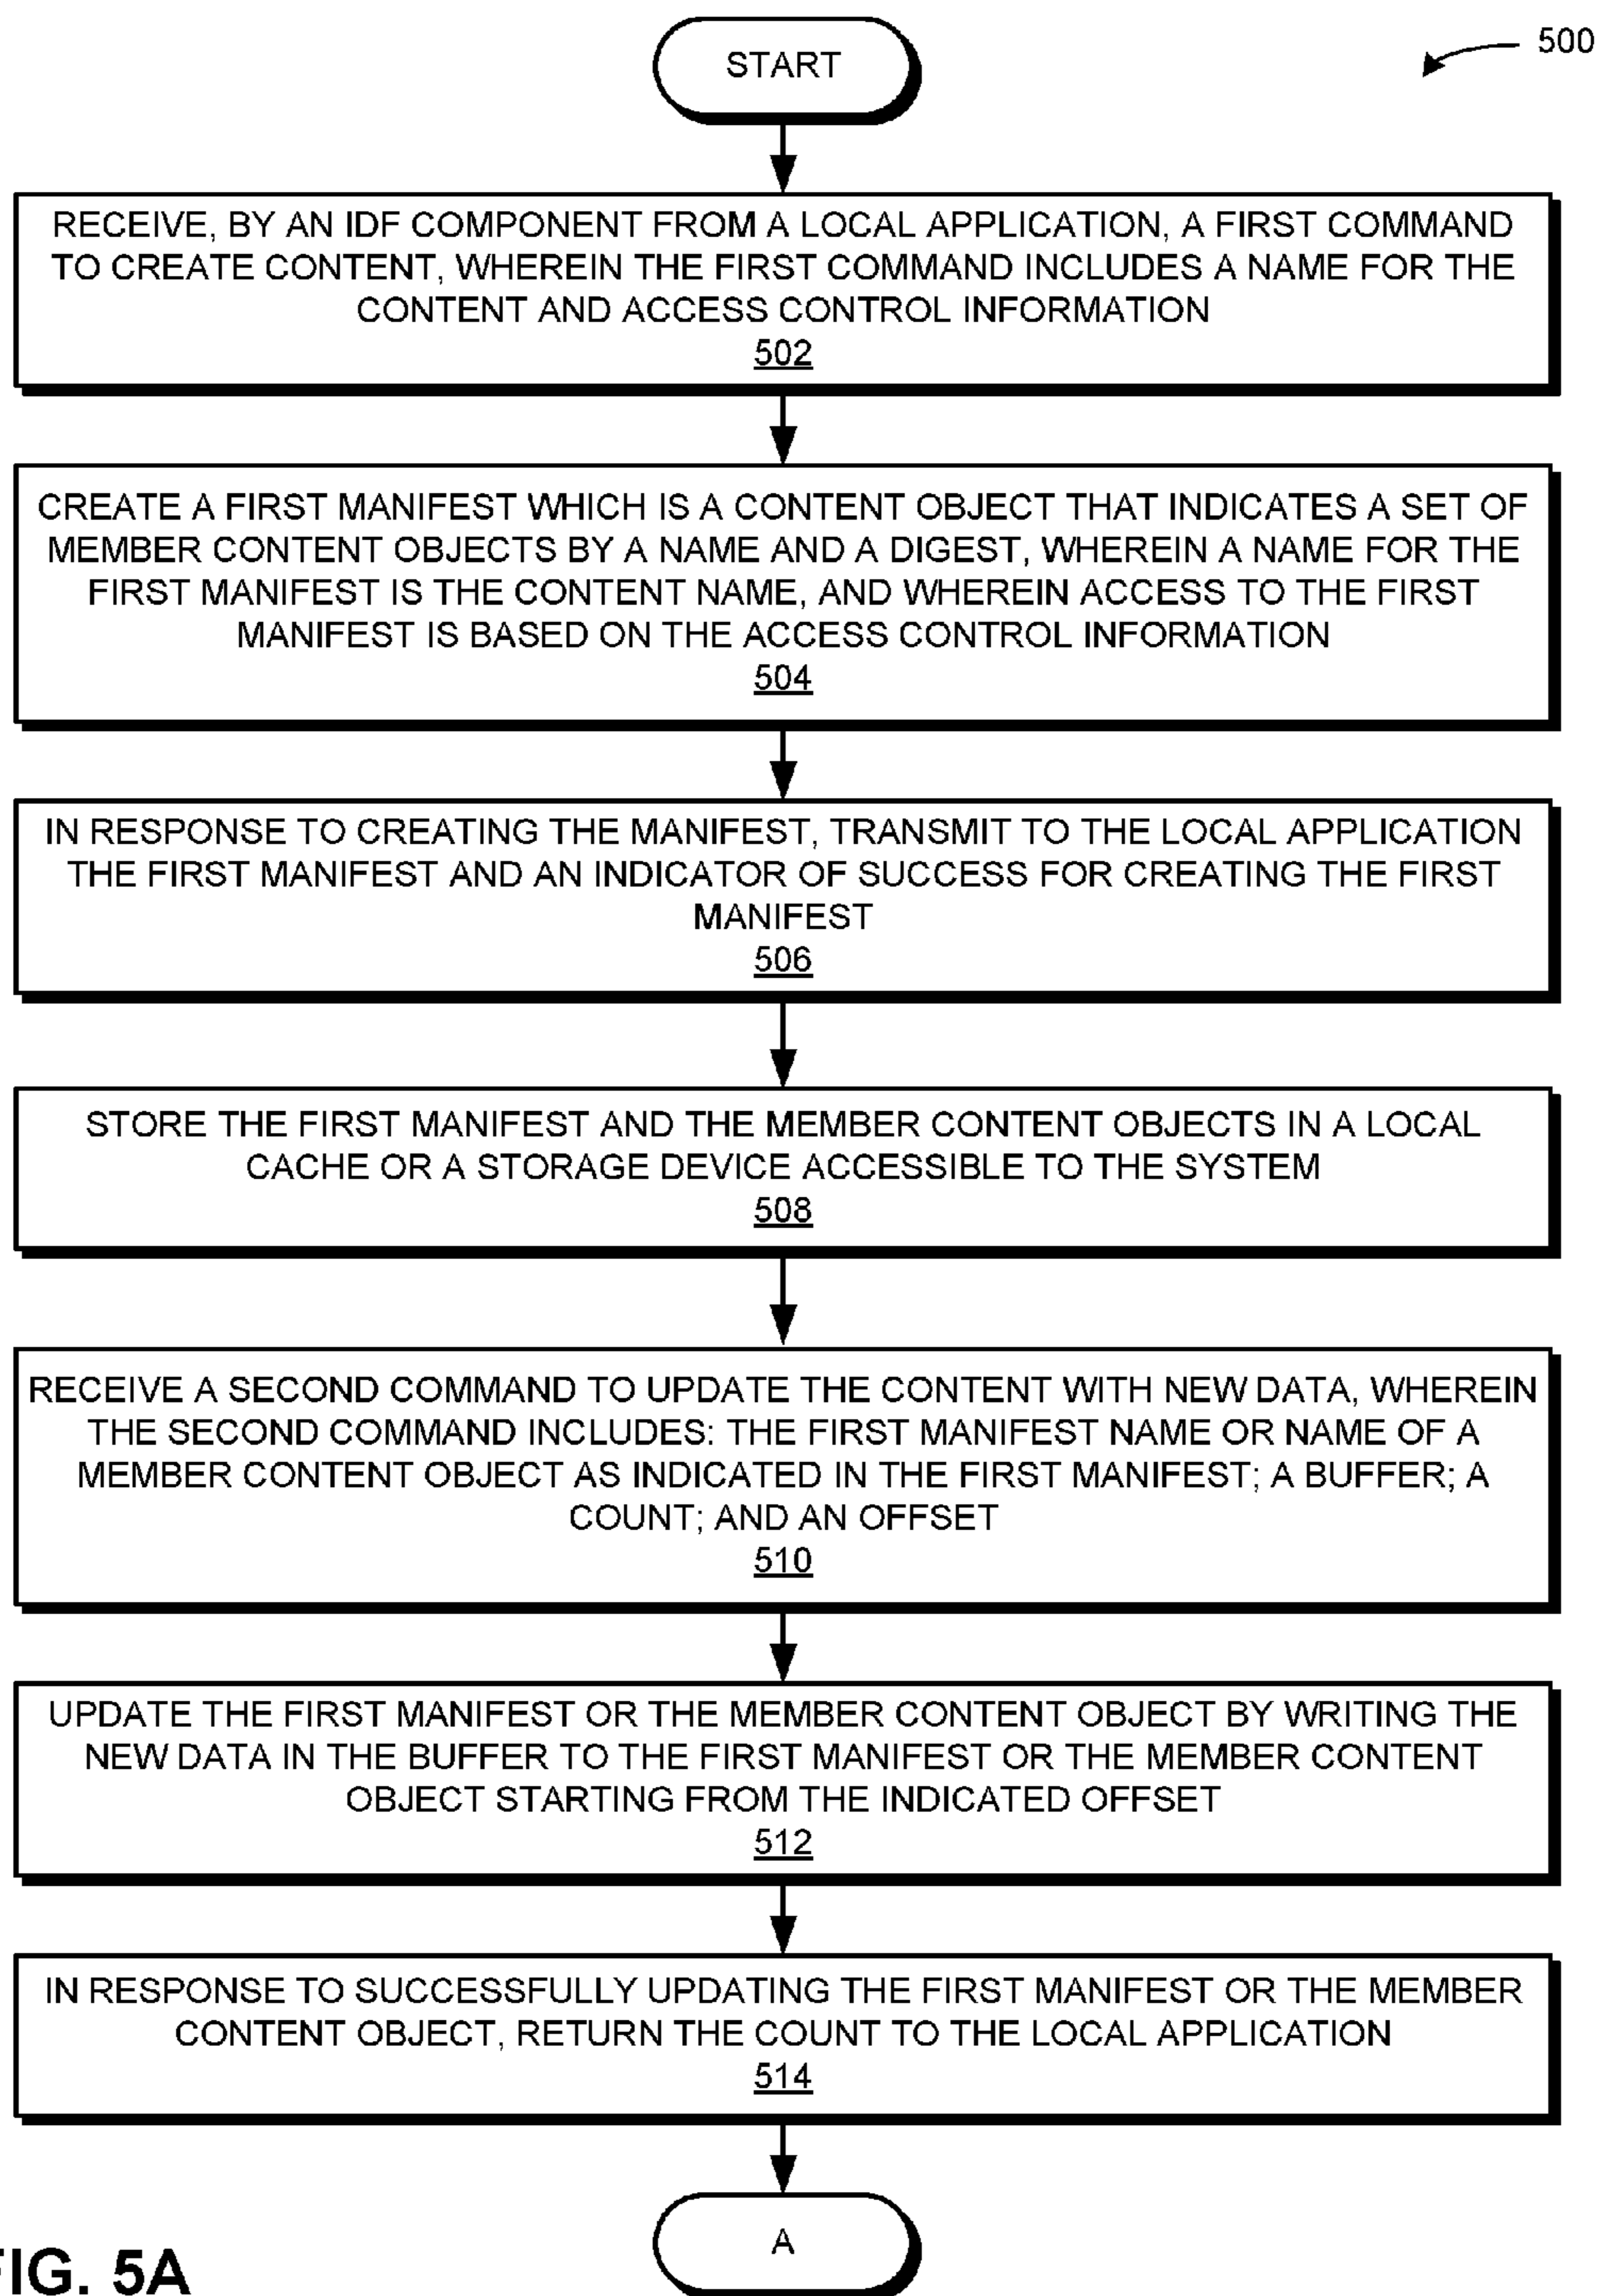 START
500
RECEIVE, BY AN IDF COMPONENT FROM A LOCAL APPLICATION, A FIRST COMMAND
TO CREATE CONTENT, WHEREIN THE FIRST COMMAND INCLUDES A NAME FOR THE
CONTENT AND ACCESS CONTROL INFORMATION
502
CREATE A FIRST MANIFEST WHICH IS A CONTENT OBJECT THAT INDICATES A SET OF
MEMBER CONTENT OBJECTS BY A NAME AND A DIGEST, WHEREIN A NAME FOR THE
FIRST MANIFEST IS THE CONTENT NAME, AND WHEREIN ACCESS TO THE FIRST
MANIFEST IS BASED ON THE ACCESS CONTROL INFORMATION
504
IN RESPONSE TO CREATING THE MANIFEST, TRANSMIT TO THE LOCAL APPLICATION
THE FIRST MANIFEST AND AN INDICATOR OF SUCCESS FOR CREATING THE FIRST
MANIFEST
506
STORE THE FIRST MANIFEST AND THE MEMBER CONTENT OBJECTS IN A LOCAL
CACHE OR A STORAGE DEVICE ACCESSIBLE TO THE SYSTEM
508
RECEIVE A SECOND COMMAND TO UPDATE THE CONTENT WITH NEW DATA, WHEREIN
THE SECOND COMMAND INCLUDES: THE FIRST MANIFEST NAME OR NAME OF A
MEMBER CONTENT OBJECT AS INDICATED IN THE FIRST MANIFEST; A BUFFER; A
COUNT; AND AN OFFSET
510
UPDATE THE FIRST MANIFEST OR THE MEMBER CONTENT OBJECT BY WRITING THE
NEW DATA IN THE BUFFER TO THE FIRST MANIFEST OR THE MEMBER CONTENT
OBJECT STARTING FROM THE INDICATED OFFSET
512
IN RESPONSE TO SUCCESSFULLY UPDATING THE FIRST MANIFEST OR THE MEMBER
CONTENT OBJECT, RETURN THE COUNT TO THE LOCAL APPLICATION
514
A
FIG. 5A